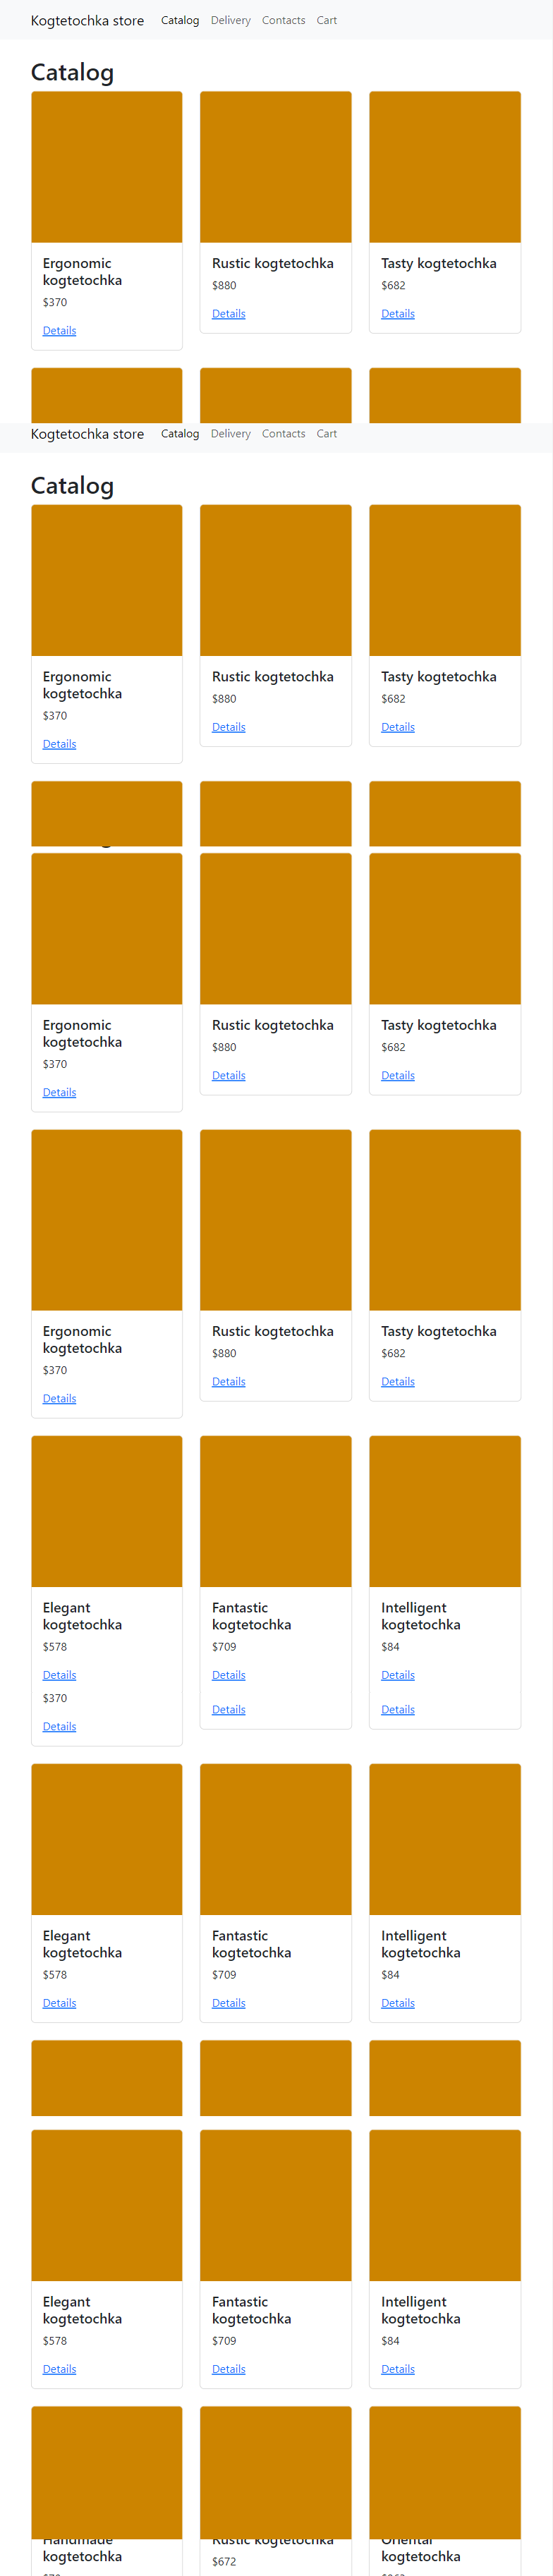 Kogtetochka store Catalog Delivery Contacts Cart
Catalog
Ergonomic kogtetochka
$370
Details
Rustic kogtetochka
$880
Details
Tasty kogtetochka
$682
Details
Kogtetochka store Catalog Delivery Contacts Cart
Catalog
Ergonomic kogtetochka
$370
Details
Rustic kogtetochka
$880
Details
Tasty kogtetochka
$682
Details
Ergonomic kogtetochka
$370
Details
Rustic kogtetochka
$880
Details
Tasty kogtetochka
$682
Details
Ergonomic kogtetochka
$370
Details
Rustic kogtetochka
$880
Details
Tasty kogtetochka
$682
Details
Elegant kogtetochka
$578
Details
$370
Details
Fantastic kogtetochka
$709
Details
Details
Intelligent kogtetochka
$84
Details
Details
Elegant kogtetochka
$578
Details
Fantastic kogtetochka
$709
Details
Intelligent kogtetochka
$84
Details
Elegant kogtetochka
$578
Details
Fantastic kogtetochka
$709
Details
Intelligent kogtetochka
$84
Details
Handmade kogtetochka
Rustic kogtetochka
$672
Oriental kogtetochka